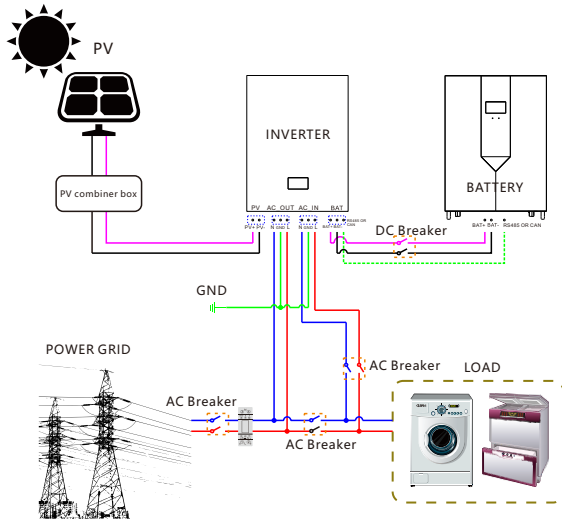 PV
PV combiner box
INVERTER
BATTERY
PV AC_OUT AC_IN BAT
RS485 OR
CAN
PV+ PV- N GND L N GND L BAT+ BAT-
BAT+ BAT- RS485 OR CAN
DC Breaker
GND
POWER GRID
AC Breaker
LOAD
AC Breaker
AC Breaker